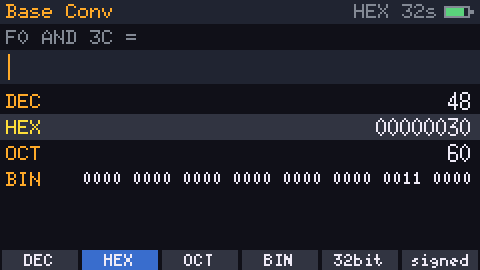 Base Conv HEX 32s
F0 AND 3C =
DEC 48
HEX 00000030
OCT 60
BIN 0000 0000 0000 0000 0000 0000 0011 0000
DEC HEX OCT BIN 32bit signed